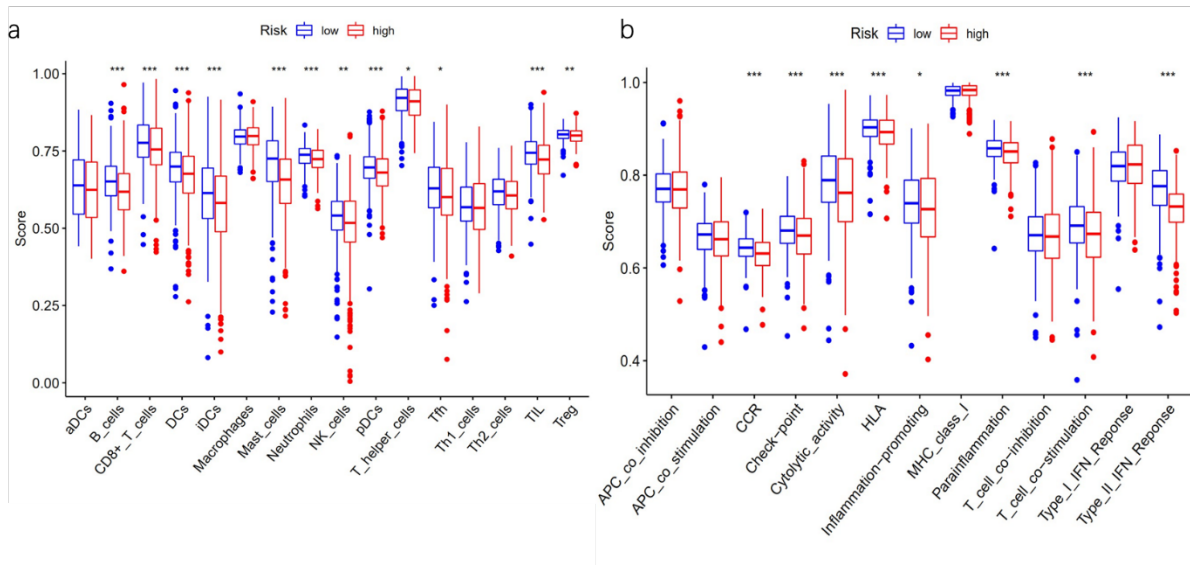 a
Risk low high
*** *** *** *** *** *** ** *** * * *** **
1.00
0.75
0.50
0.25
0.00
Score
aDCs
B_cells
CD8+_T_cells
DCs
iDCs
Macrophages
Mast_cells
Neutrophils
NK_cells
pDCs
T_helper_cells
Tfh
Th1_cells
Th2_cells
TIL
Treg
b
Risk low high
*** *** *** *** * *** *** ***
1.0
0.8
0.6
0.4
Score
APC_co_inhibition
APC_co_stimulation
CCR
Check-point
Cytolytic_activity
HLA
Inflammation-promoting
MHC_class_I
Parainflammation
T_cell_co-inhibition
T_cell_co-stimulation
Type_I_IFN_Reponse
Type_II_IFN_Reponse